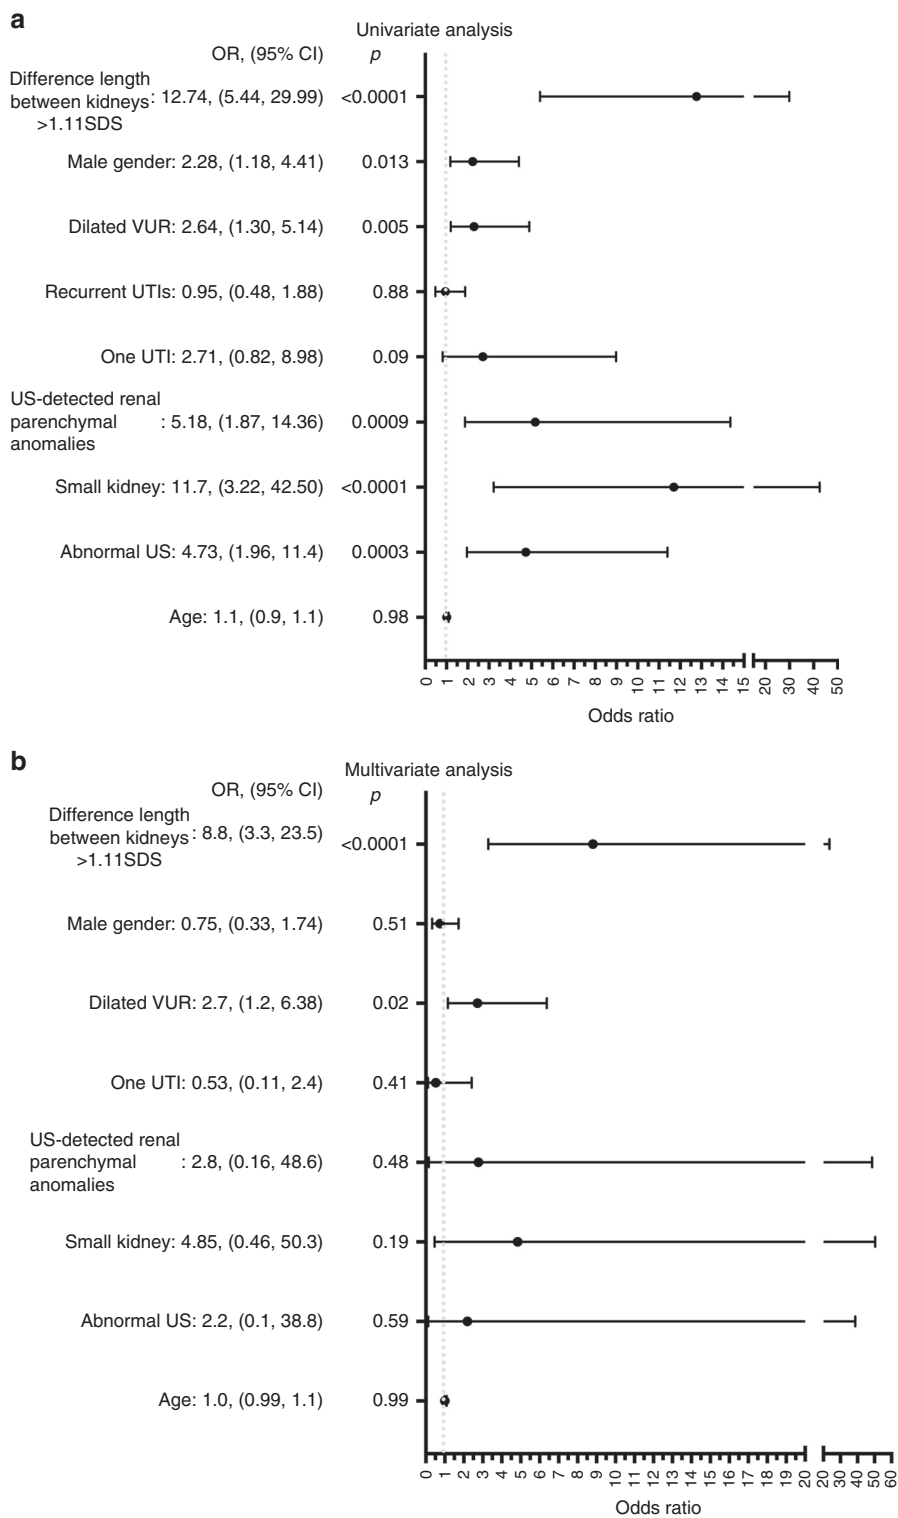 a
Univariate analysis
OR, (95% CI) p
Difference length
between kidneys : 12.74, (5.44, 29.99) <0.0001
>1.11SDS
Male gender: 2.28, (1.18, 4.41) 0.013
Dilated VUR: 2.64, (1.30, 5.14) 0.005
Recurrent UTIs: 0.95, (0.48, 1.88) 0.88
One UTI: 2.71, (0.82, 8.98) 0.09
US-detected renal
parenchymal : 5.18, (1.87, 14.36) 0.0009
anomalies
Small kidney: 11.7, (3.22, 42.50) <0.0001
Abnormal US: 4.73, (1.96, 11.4) 0.0003
Age: 1.1, (0.9, 1.1) 0.98
0 1 2 3 4 5 6 7 8 9 10 11 12 13 14 15 20 30 40 50
Odds ratio
b
Multivariate analysis
OR, (95% CI) p
Difference length
between kidneys : 8.8, (3.3, 23.5) <0.0001
>1.11SDS
Male gender: 0.75, (0.33, 1.74) 0.51
Dilated VUR: 2.7, (1.2, 6.38) 0.02
One UTI: 0.53, (0.11, 2.4) 0.41
US-detected renal
parenchymal : 2.8, (0.16, 48.6) 0.48
anomalies
Small kidney: 4.85, (0.46, 50.3) 0.19
Abnormal US: 2.2, (0.1, 38.8) 0.59
Age: 1.0, (0.99, 1.1) 0.99
0 1 2 3 4 5 6 7 8 9 10 11 12 13 14 15 16 17 18 19 20 20 30 40 50 60
Odds ratio